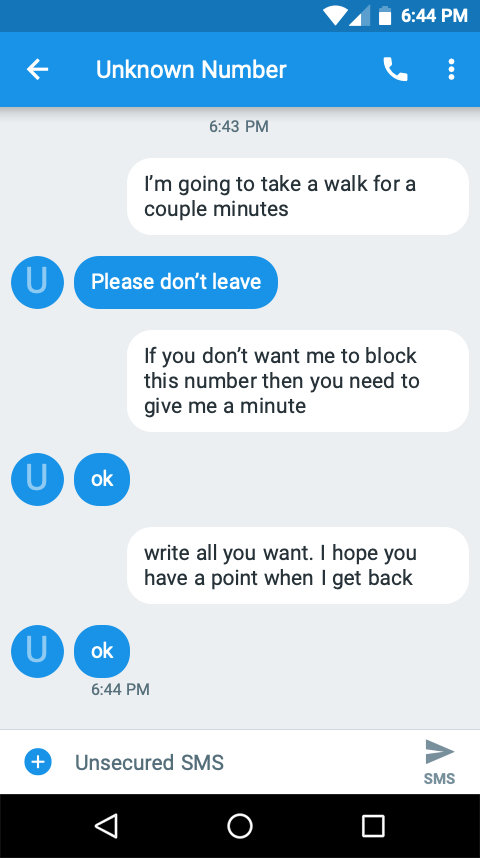 6:44 PM
Unknown Number
6:43 PM
I’m going to take a walk for a
couple minutes
U
Please don’t leave
If you don’t want me to block
this number then you need to
give me a minute
U
ok
write all you want. I hope you
have a point when I get back
U
ok
6:44 PM
Unsecured SMS
SMS